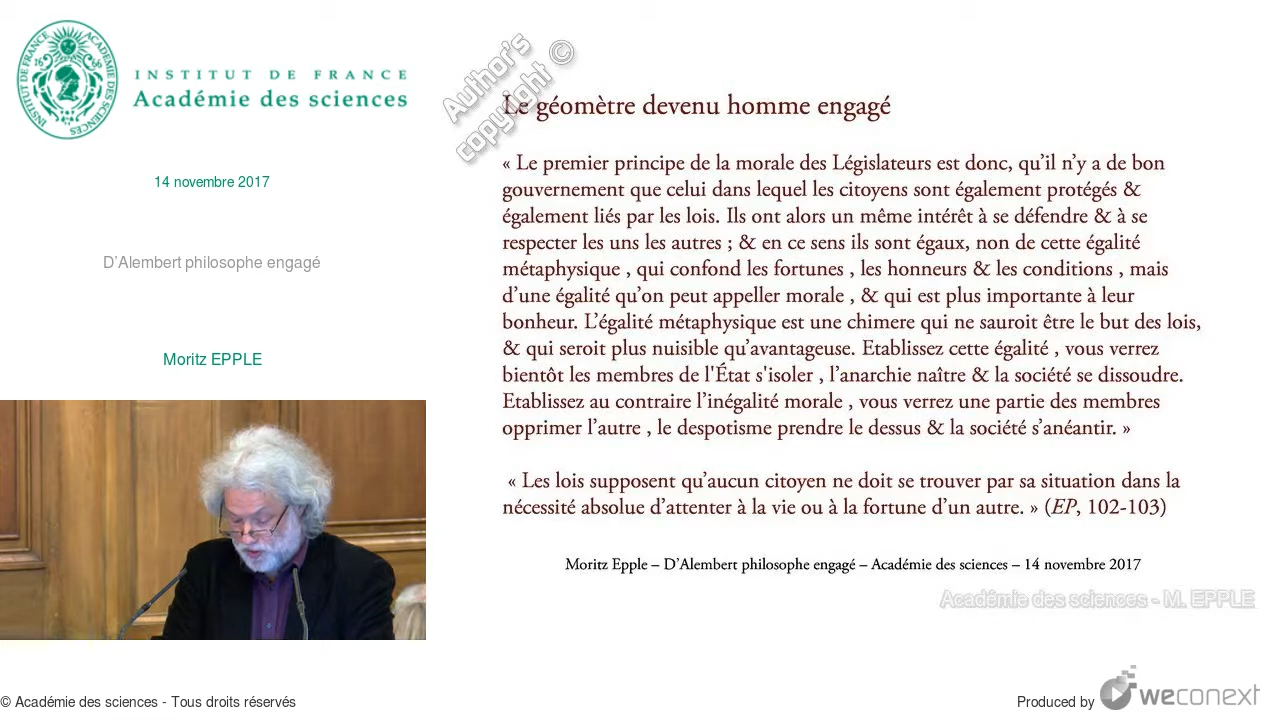 INSTITUT DE FRANCE
Académie des sciences
INSTITUT DE FRANCE
ACADÉMIE DES SCIENCES
1666
14 novembre 2017
D'Alembert philosophe engagé
Moritz EPPLE
Author's
copyright ©
Le géomètre devenu homme engagé
« Le premier principe de la morale des Législateurs est donc, qu'il n'y a de bon
gouvernement que celui dans lequel les citoyens sont également protégés &
également liés par les lois. Ils ont alors un même intérêt à se défendre & à se
respecter les uns les autres ; & en ce sens ils sont égaux, non de cette égalité
métaphysique , qui confond les fortunes , les honneurs & les conditions , mais
d'une égalité qu'on peut appeller morale , & qui est plus importante à leur
bonheur. L'égalité métaphysique est une chimere qui ne sauroit être le but des lois,
& qui seroit plus nuisible qu'avantageuse. Etablissez cette égalité , vous verrez
bientôt les membres de l'État s'isoler , l'anarchie naître & la société se dissoudre.
Etablissez au contraire l'inégalité morale , vous verrez une partie des membres
opprimer l'autre , le despotisme prendre le dessus & la société s'anéantir. »
« Les lois supposent qu'aucun citoyen ne doit se trouver par sa situation dans la
nécessité absolue d'attenter à la vie ou à la fortune d'un autre. » (EP, 102-103)
Moritz Epple – D'Alembert philosophe engagé – Académie des sciences – 14 novembre 2017
Académie des sciences - M. EPPLE
© Académie des sciences - Tous droits réservés
Produced by weconext